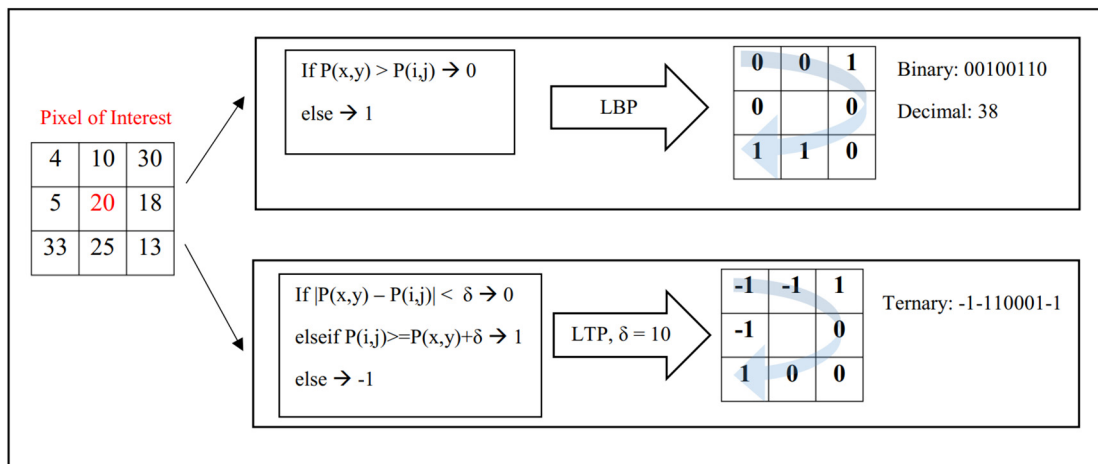 Pixel of Interest
4 10 30
5 20 18
33 25 13
If P(x,y) > P(i,j) → 0
else → 1
LBP
0 0 1
0 0
1 1 0
Binary: 00100110
Decimal: 38
If |P(x,y) – P(i,j)| < δ → 0
elseif P(i,j)>=P(x,y)+δ → 1
else → -1
LTP, δ = 10
-1 -1 1
-1 0
1 0 0
Ternary: -1-110001-1